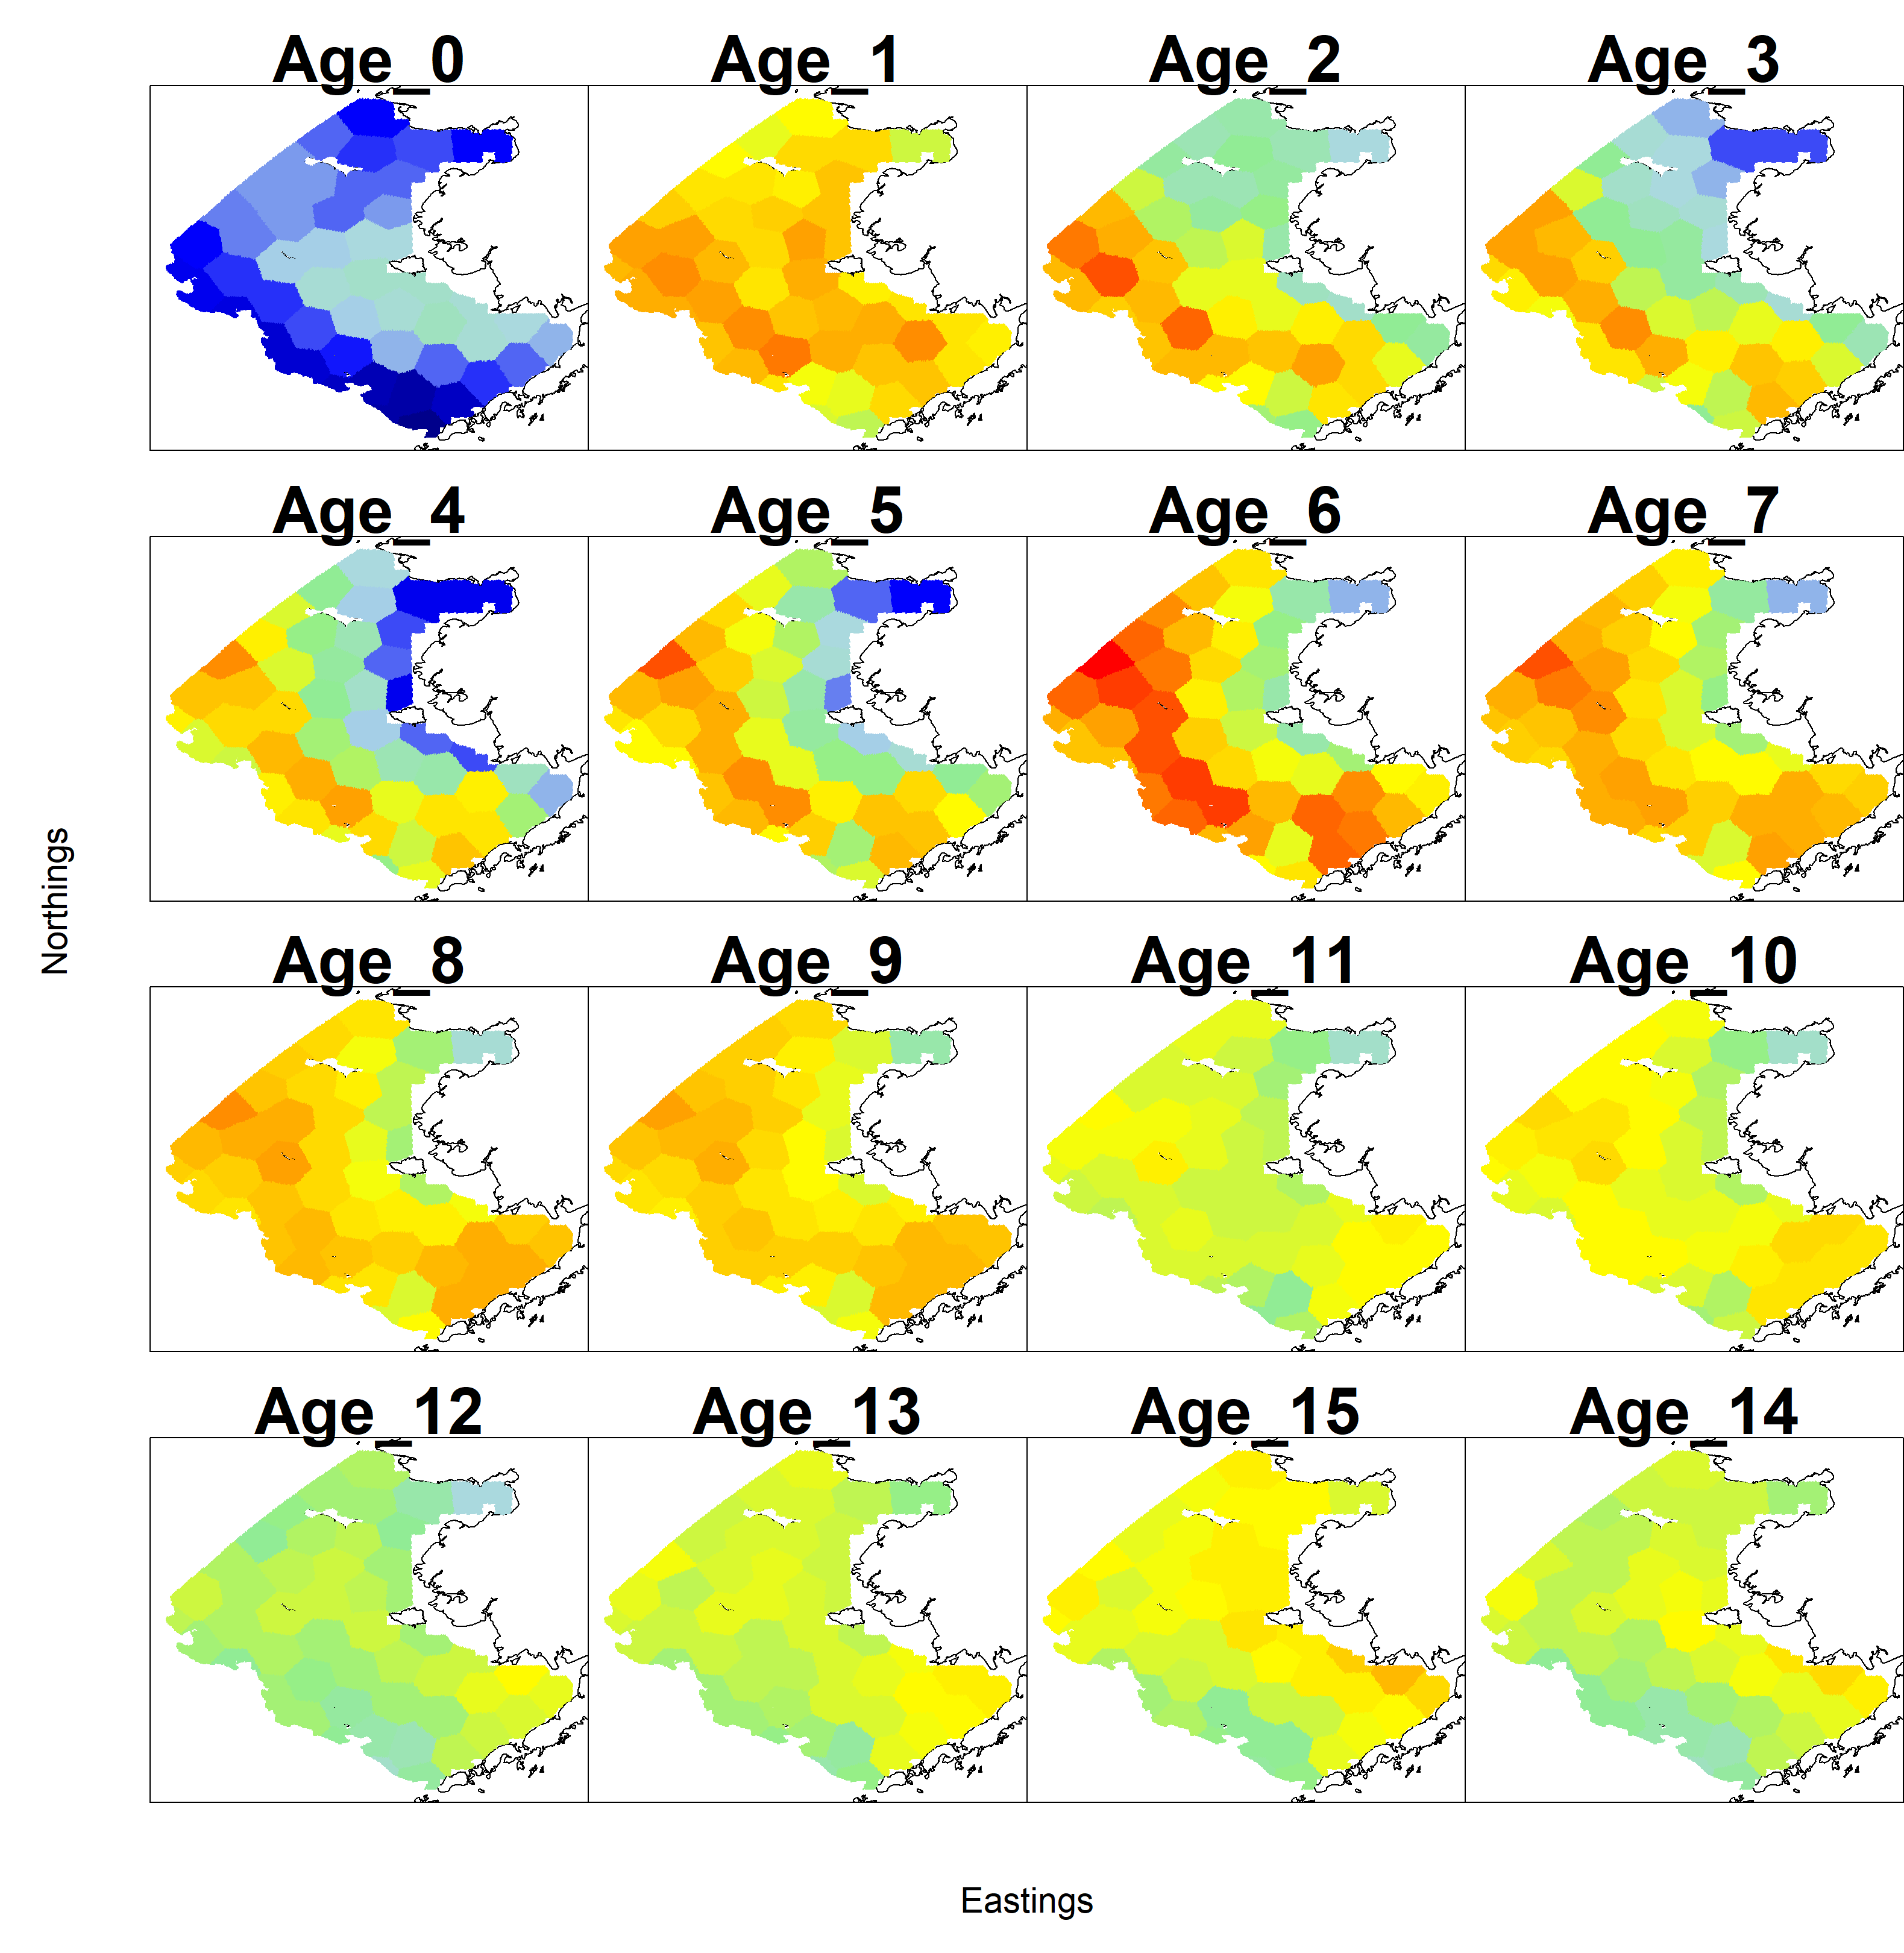 Age_0 Age_1 Age_2 Age_3
Age_4 Age_5 Age_6 Age_7
Northings
Age_8 Age_9 Age_11 Age_10
Age_12 Age_13 Age_15 Age_14
Eastings